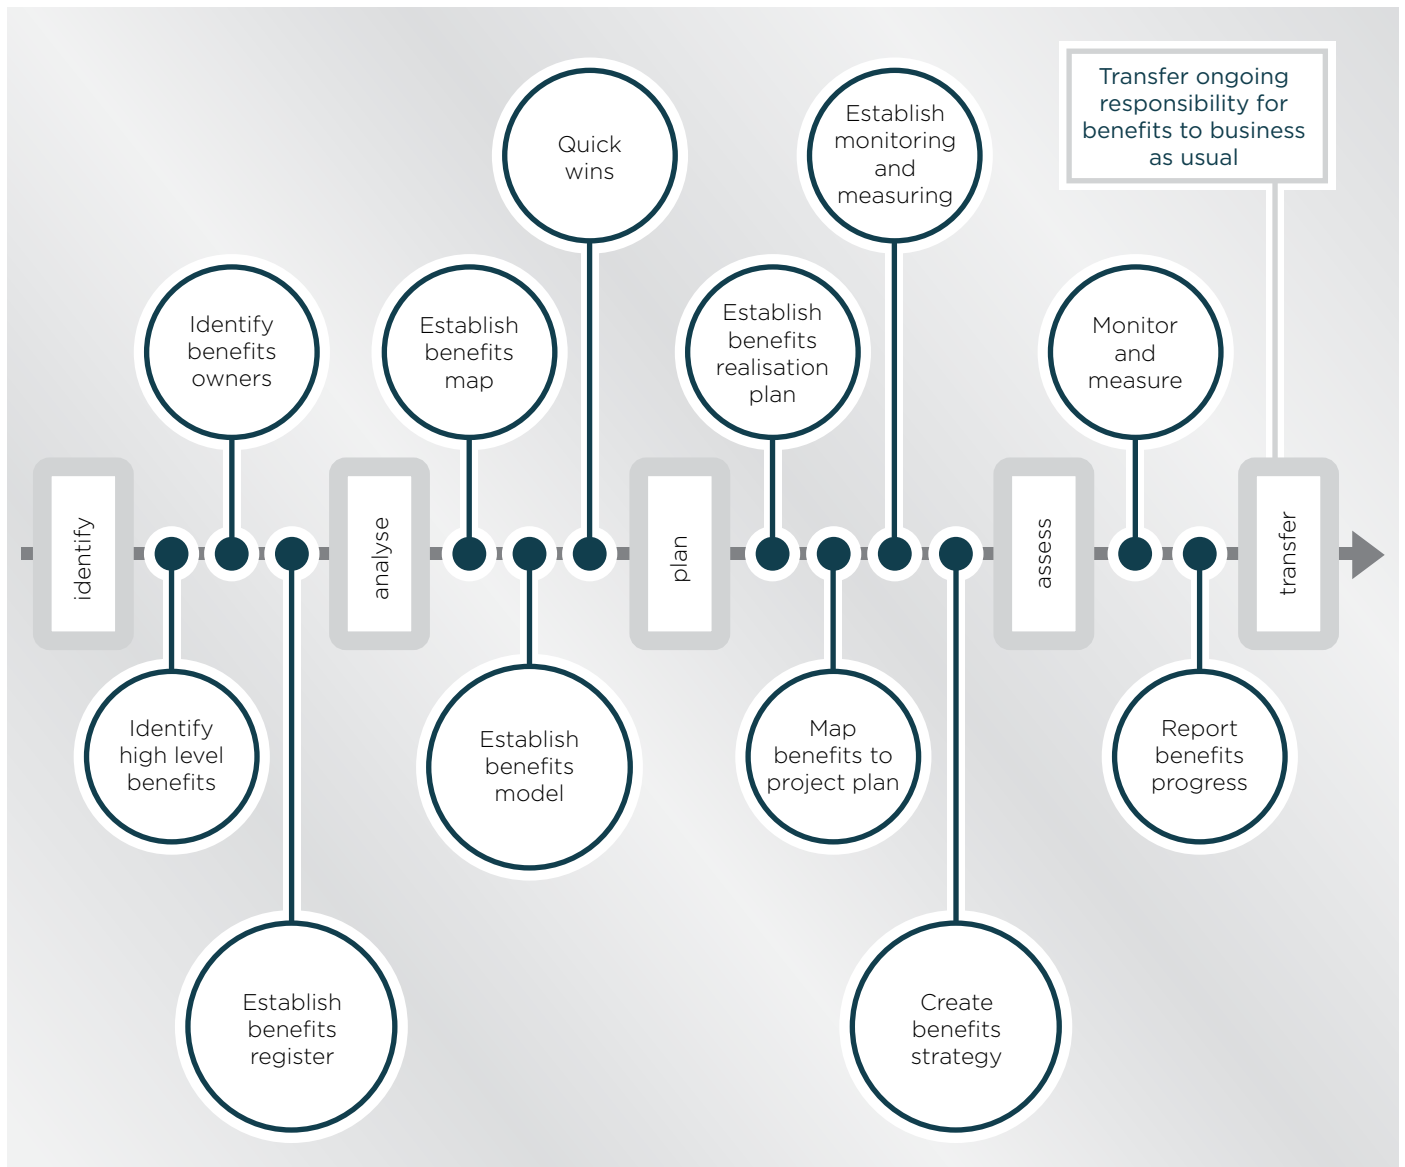 Transfer ongoing
responsibility for
benefits to business
as usual
Quick
wins
Establish
monitoring
and
measuring
Identify
benefits
owners
Establish
benefits
map
Establish
benefits
realisation
plan
Monitor
and
measure
identify
analyse
plan
assess
transfer
Identify
high level
benefits
Establish
benefits
model
Map
benefits to
project plan
Report
benefits
progress
Establish
benefits
register
Create
benefits
strategy